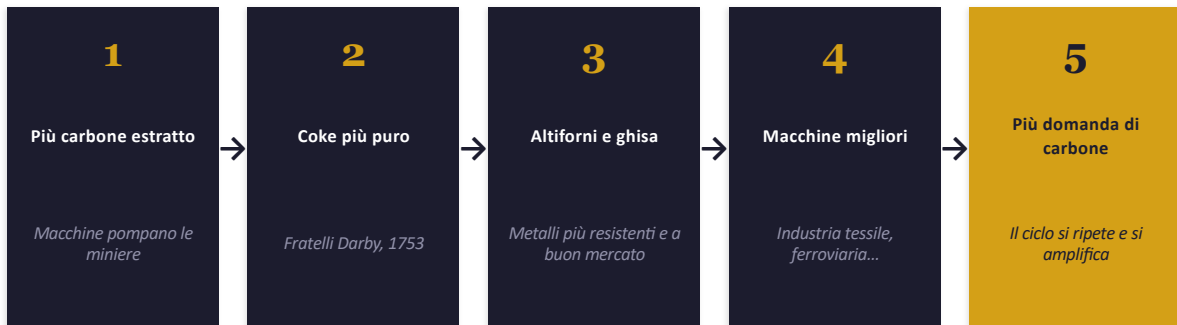 1
Più carbone estratto
Macchine pompano le
miniere
→
2
Coke più puro
Fratelli Darby, 1753
→
3
Altiforni e ghisa
Metalli più resistenti e a
buon mercato
→
4
Macchine migliori
Industria tessile,
ferroviaria...
→
5
Più domanda di
carbone
Il ciclo si ripete e si
amplifica